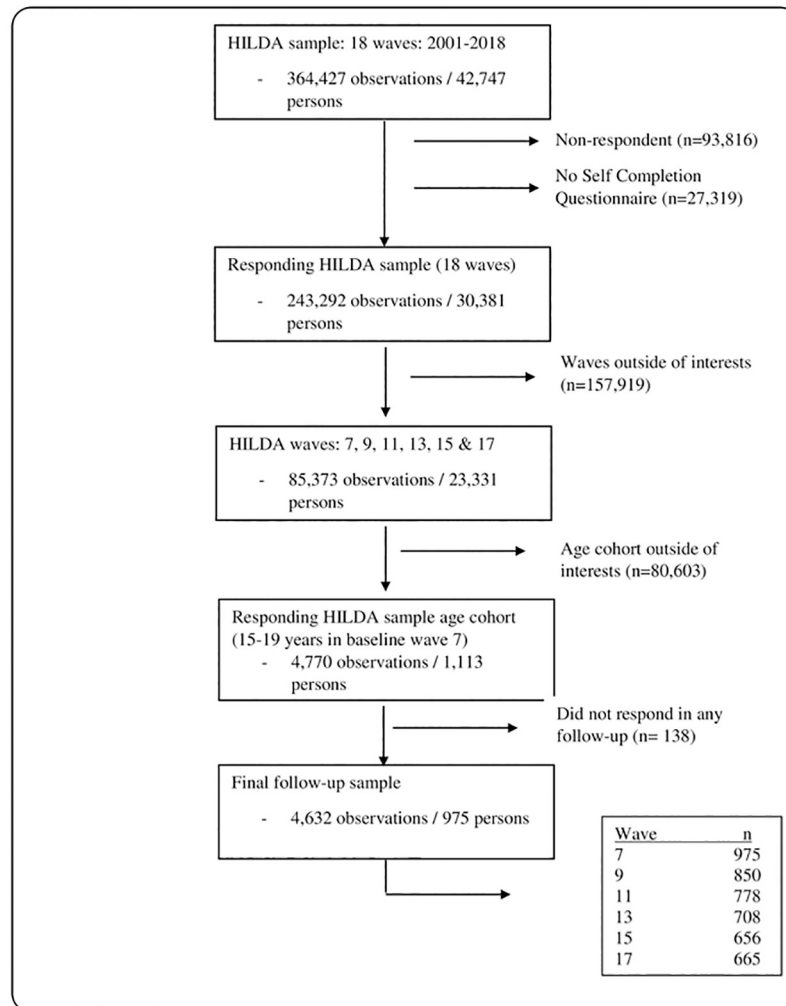 HILDA sample: 18 waves: 2001-2018
- 364,427 observations / 42,747
persons
Non-respondent (n=93,816)
No Self Completion
Questionnaire (n=27,319)
Responding HILDA sample (18 waves)
- 243,292 observations / 30,381
persons
Waves outside of interests
(n=157,919)
HILDA waves: 7, 9, 11, 13, 15 & 17
- 85,373 observations / 23,331
persons
Age cohort outside of
interests (n=80,603)
Responding HILDA sample age cohort
(15-19 years in baseline wave 7)
- 4,770 observations / 1,113
persons
Did not respond in any
follow-up (n= 138)
Final follow-up sample
- 4,632 observations / 975 persons
Wave n
7 975
9 850
11 778
13 708
15 656
17 665